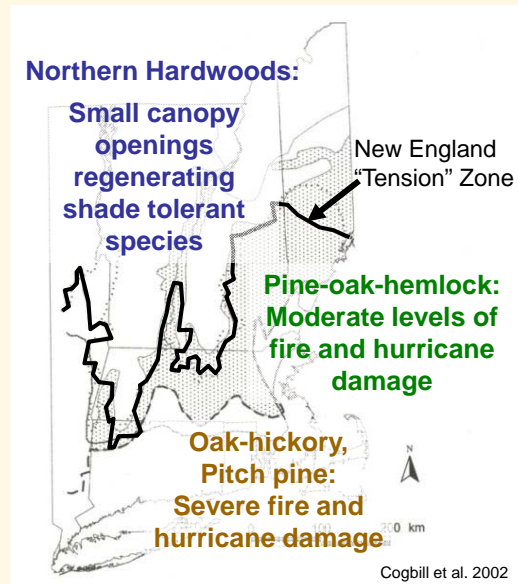 Northern Hardwoods:
Small canopy
openings
regenerating
shade tolerant
species
New England
“Tension” Zone
Pine-oak-hemlock:
Moderate levels of
fire and hurricane
damage
Oak-hickory,
Pitch pine:
Severe fire and
hurricane damage
N
200 km
Cogbill et al. 2002